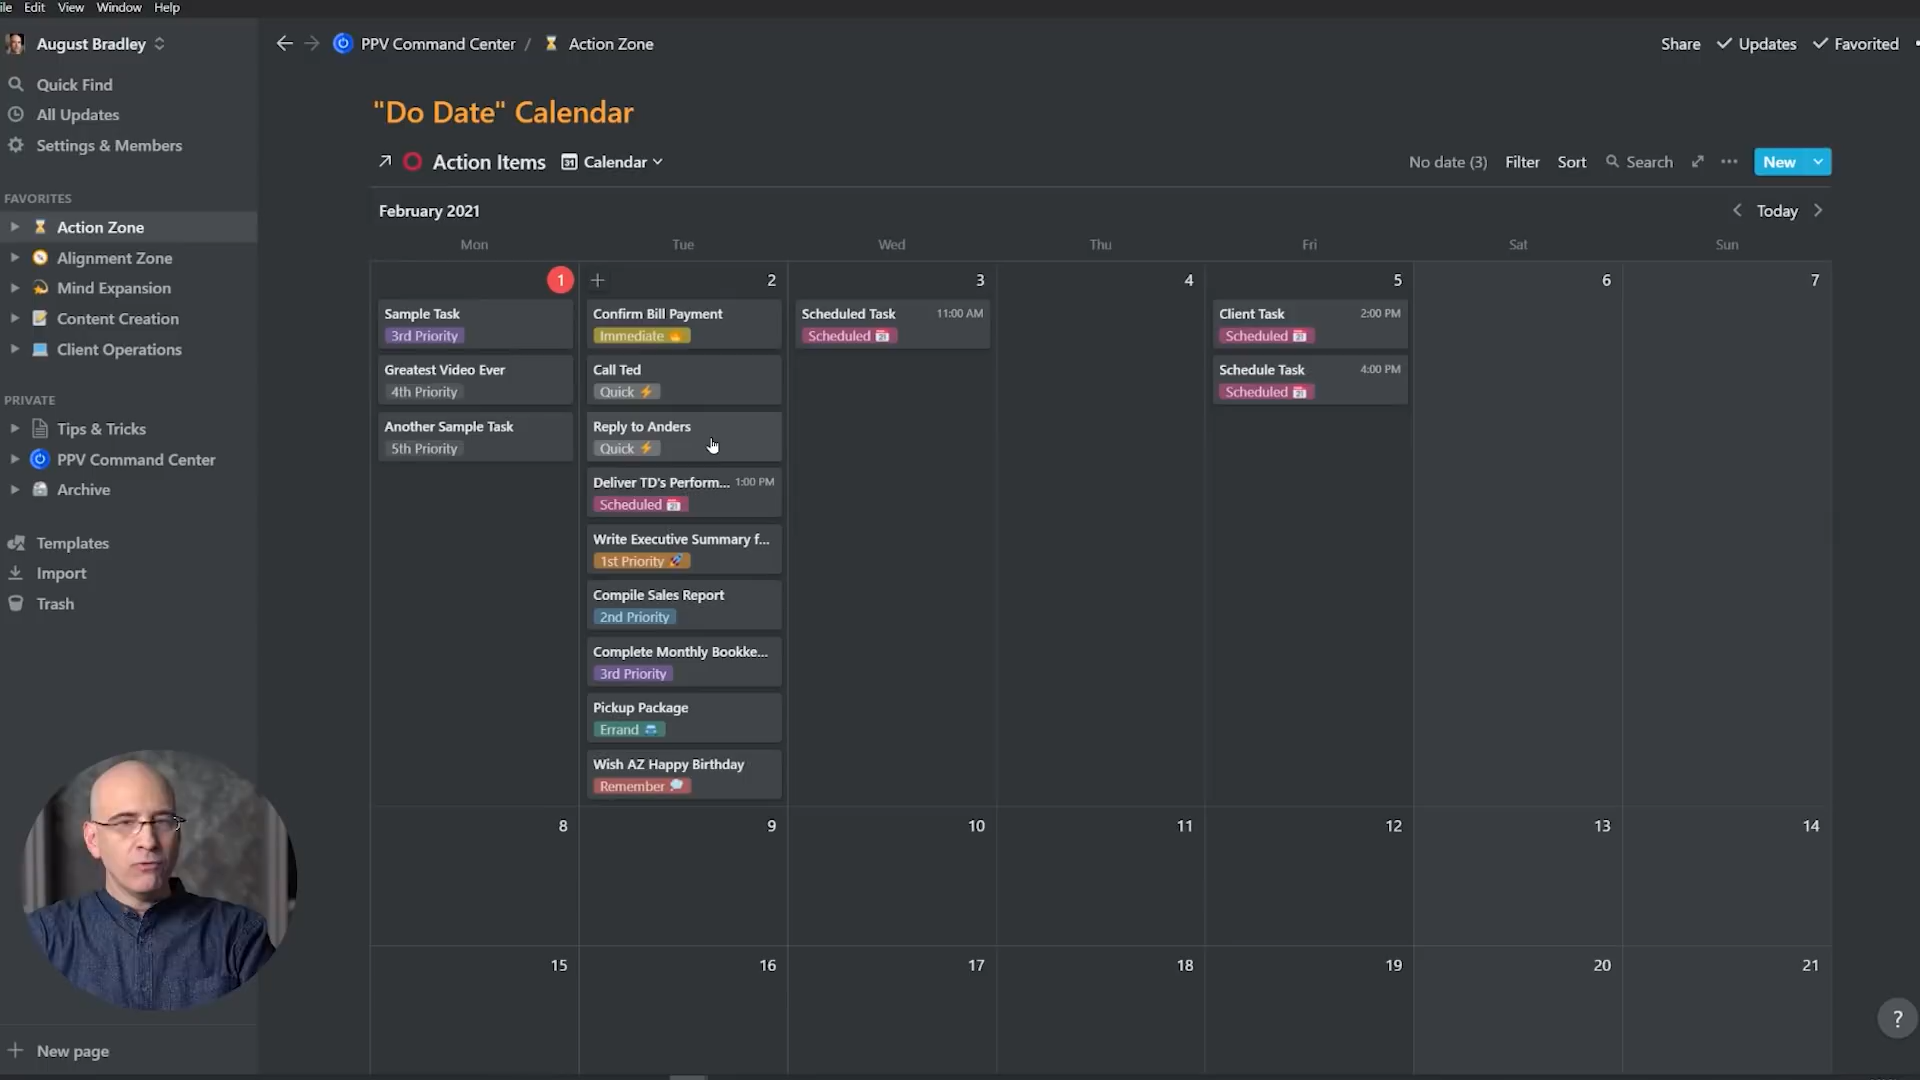 ile Edit View Window Help
August Bradley
PPV Command Center / Action Zone
Share Updates Favorited
Quick Find
All Updates
Settings & Members
FAVORITES
Action Zone
Alignment Zone
Mind Expansion
Content Creation
Client Operations
PRIVATE
Tips & Tricks
PPV Command Center
Archive
Templates
Import
Trash
New page
"Do Date" Calendar
Action Items 31 Calendar
No date (3) Filter Sort Search New
February 2021
Today
Mon Tue Wed Thu Fri Sat Sun
1 2 3 4 5 6 7
Sample Task
3rd Priority
Greatest Video Ever
4th Priority
Another Sample Task
5th Priority
Confirm Bill Payment
Immediate
Call Ted
Quick
Reply to Anders
Quick
Deliver TD's Perform... 1:00 PM
Scheduled
Write Executive Summary f...
1st Priority
Compile Sales Report
2nd Priority
Complete Monthly Bookke...
3rd Priority
Pickup Package
Errand
Wish AZ Happy Birthday
Remember
Scheduled Task 11:00 AM
Scheduled
Client Task 2:00 PM
Scheduled
Schedule Task 4:00 PM
Scheduled
8 9 10 11 12 13 14
15 16 17 18 19 20 21
?